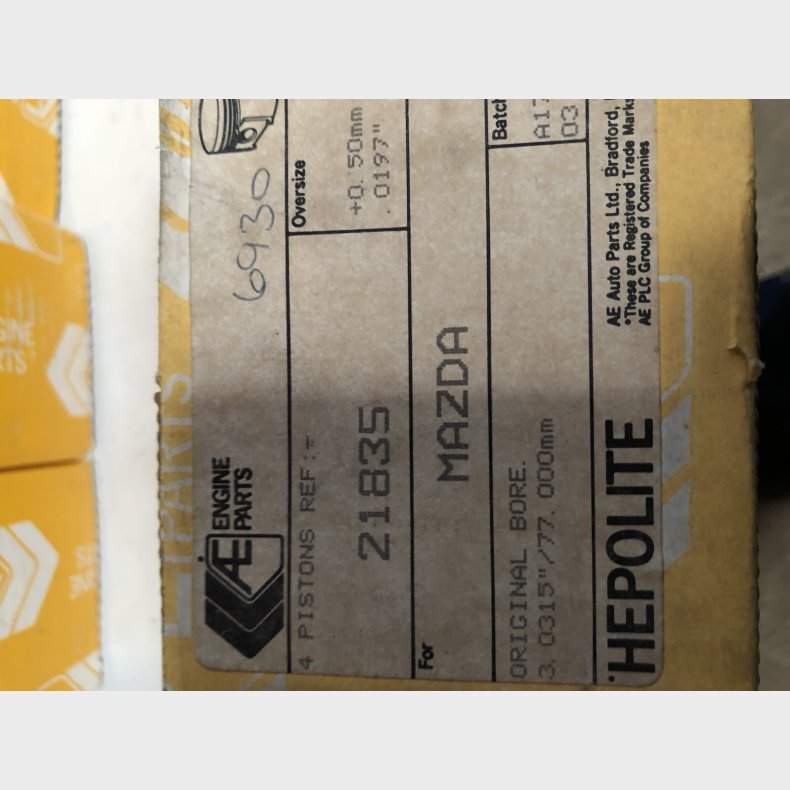 Æ ENGINE
PARTS
6930
4 PISTONS REF:-
21835
Oversize
+0.50mm
.0197"
For
MAZDA
ORIGINAL BORE.
3.0315"/77.000mm
Batch
A17
03
HEPOLITE
AE Auto Parts Ltd., Bradford,
*These are Registered Trade Marks
AE PLC Group of Companies
PARTS